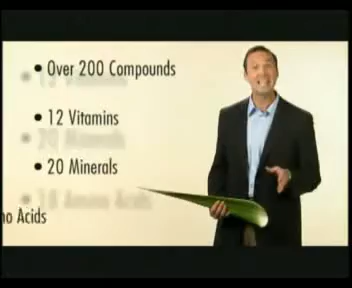 • Over 200 Compounds
• 12 Vitamins
• 20 Minerals
no Acids